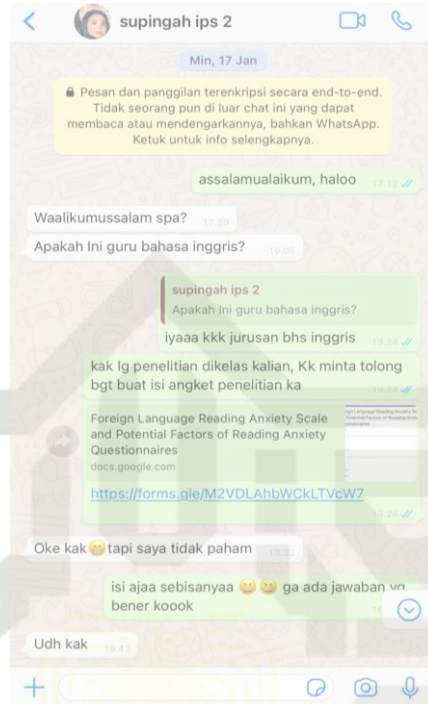 supingah ips 2
Min, 17 Jan
Pesan dan panggilan terenkripsi secara end-to-end.
Tidak seorang pun di luar chat ini yang dapat
membaca atau mendengarkannya, bahkan WhatsApp.
Ketuk untuk info selengkapnya.
assalamualaikum, haloo 17.12
Waalikumussalam spa? 17.59
Apakah Ini guru bahasa inggris? 19.05
supingah ips 2
Apakah Ini guru bahasa inggris?
iyaaa kkk jurusan bhs inggris 19.28
kak lg penelitian dikelas kalian, Kk minta tolong
bgt buat isi angket penelitian ka 19.28
Foreign Language Reading Anxiety Scale
and Potential Factors of Reading Anxiety
Questionnaires
docs.google.com
https://forms.gle/M2VDLAhbWCkLTVcW7
19.28
Oke kak😁tapi saya tidak paham 19.32
isi ajaa sebisanyaa 😄 😄 ga ada jawaban yg
bener koook
Udh kak 19.42